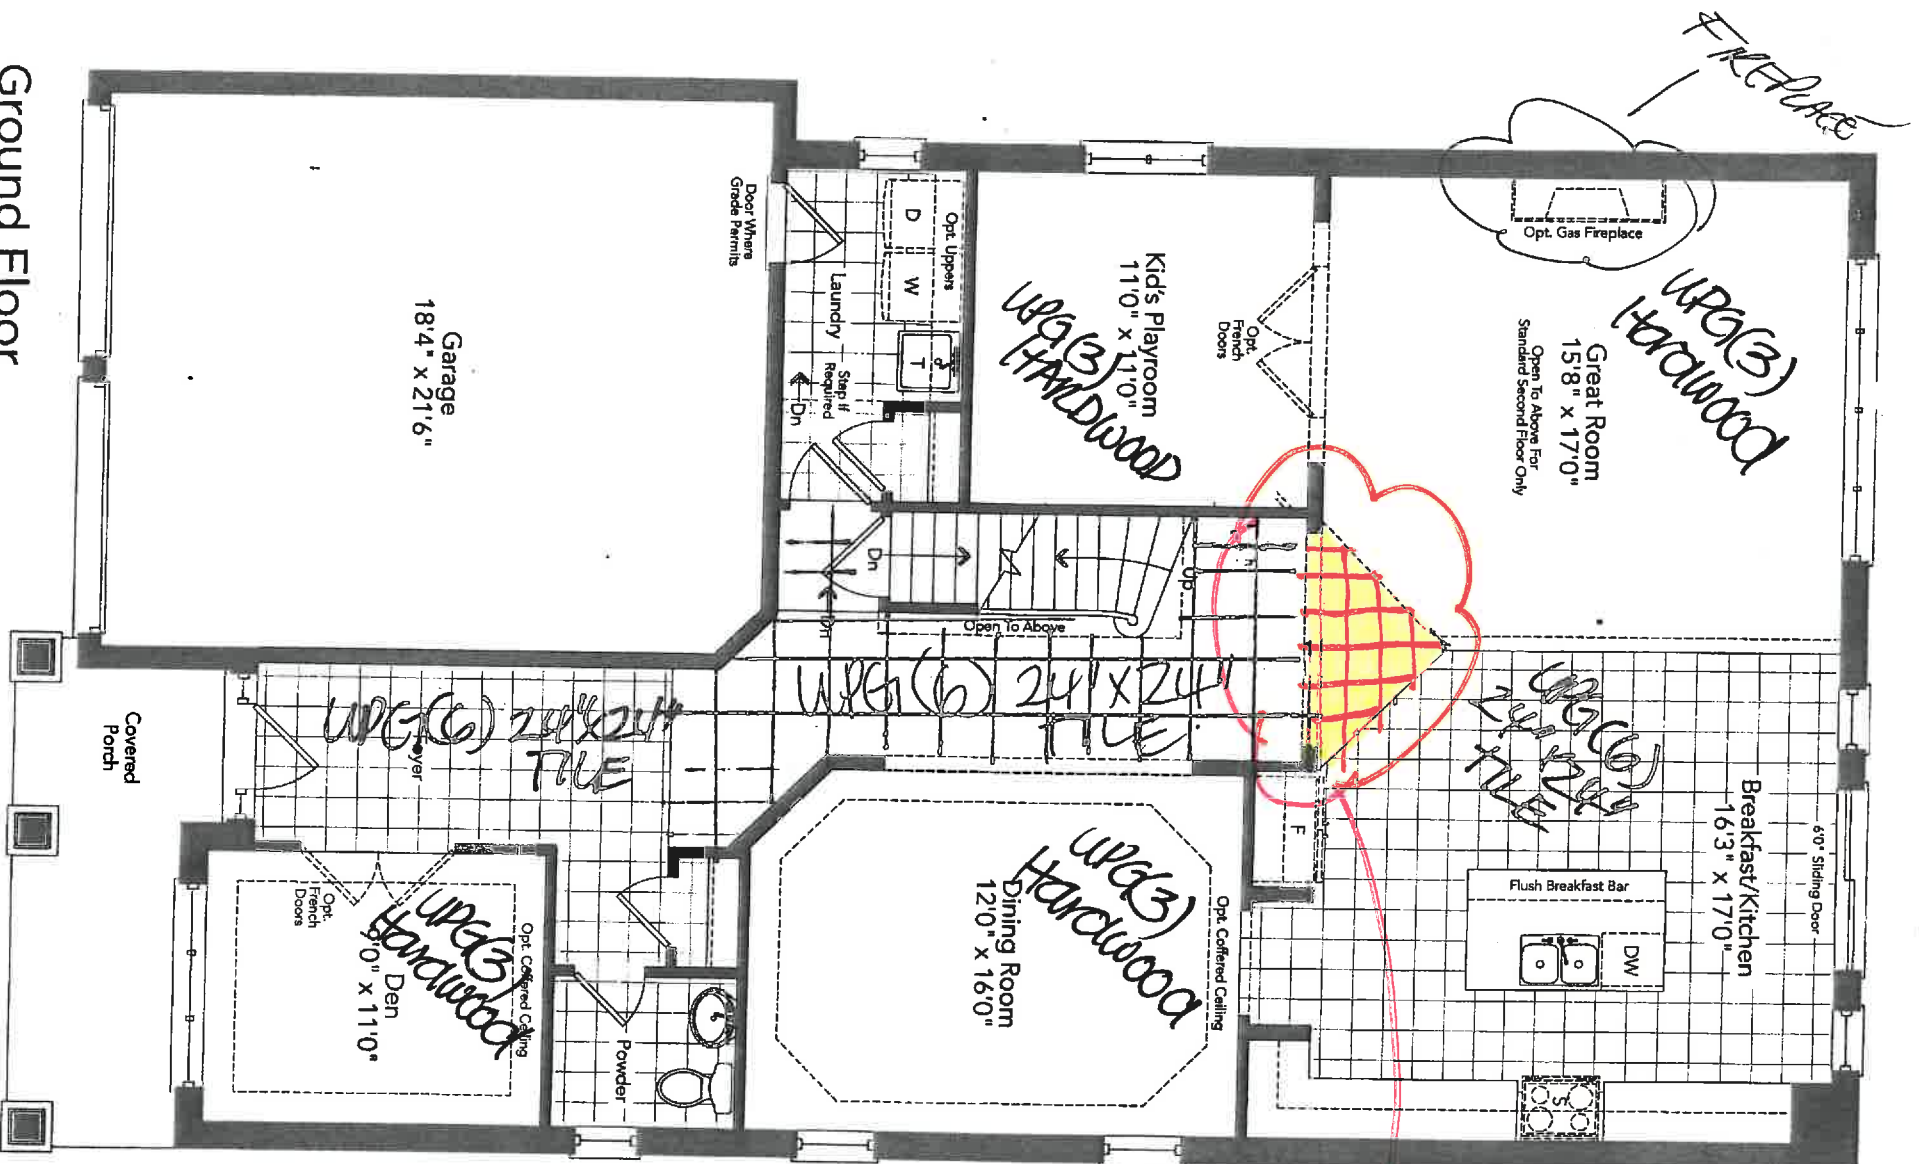 Ground Floor
FIREPLACE
Opt. Gas Fireplace
UPG(3)
Hardwood
Great Room
15'8" x 17'0"
Open To Above For
Standard Second Floor Only
Kid's Playroom
11'0" x 11'0"
UPG(3)
HARDWOOD
Opt.
French
Doors
Opt. Uppers
D
W
T
Laundry
Step If
Required
Dn
Door Where
Grade Permits
Garage
18'4" x 21'6"
Dn
Dn
Up
Open To Above
UPG(6) 24"X24"
TILE
UPG(6) 24"X24"
TILE
UPG(6)
24"X24"
TILE
Breakfast/Kitchen
16'3" x 17'0"
6'0" Sliding Door
Flush Breakfast Bar
DW
F
S
UPG(3)
Hardwood
Dining Room
12'0" x 16'0"
Opt. Coffered Ceiling
Covered
Porch
Opt.
French
Doors
UPG(3)
Hardwood
Den
11'0"
Opt. Coffered Ceiling
Powder